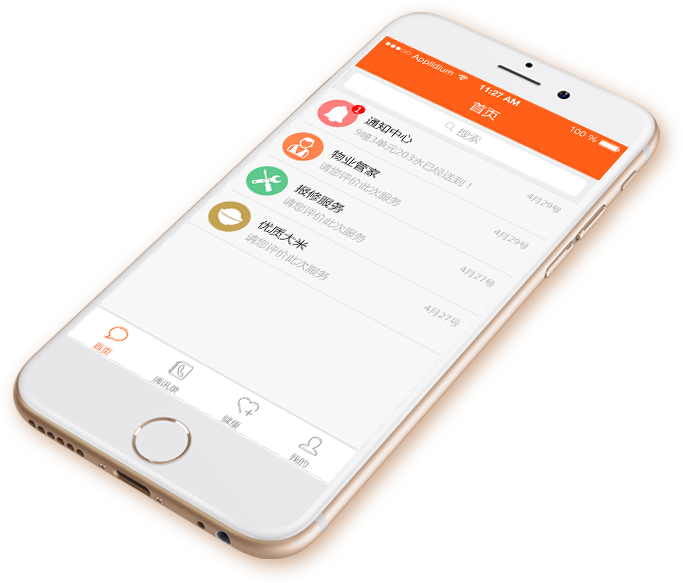 Applidium
11:27 AM
100 %
首页
搜索
1
通知中心
9幢3单元203水已经送到！
4月29号
物业管家
请您评价此次服务
4月29号
报修服务
请您评价此次服务
4月27号
优质大米
请您评价此次服务
4月27号
首页
通讯录
健康
我的